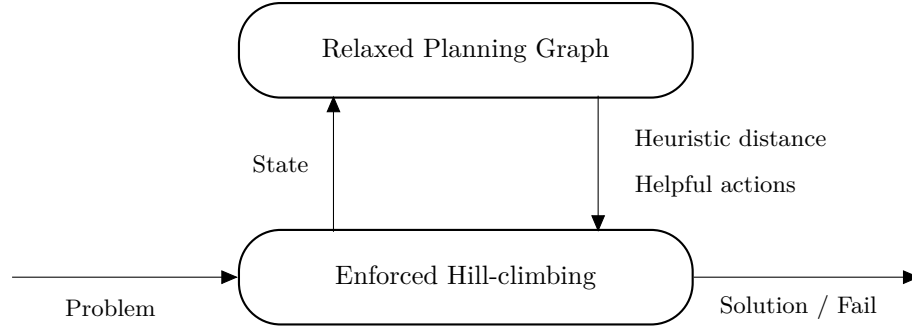 Relaxed Planning Graph
State
Heuristic distance
Helpful actions
Enforced Hill-climbing
Problem
Solution / Fail